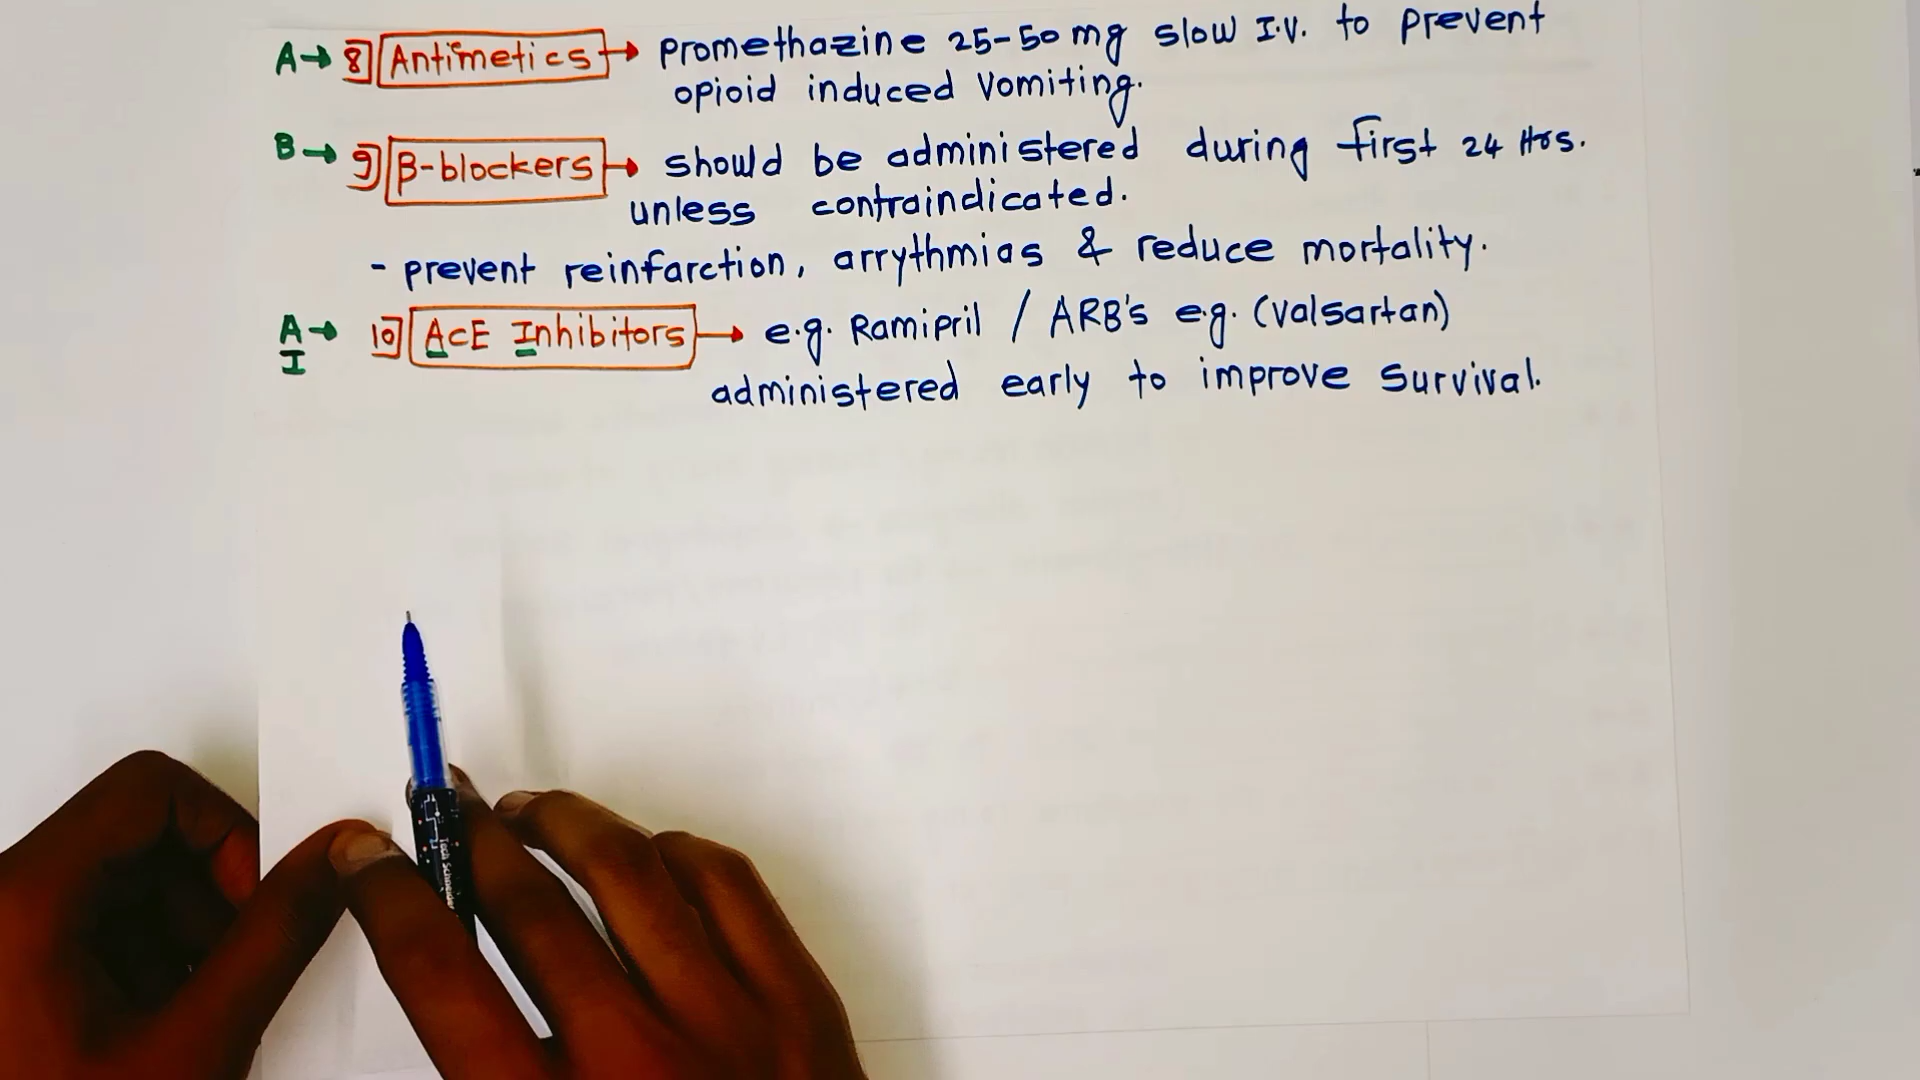 A→ 8] Antimetics → promethazine 25-50 mg slow I.V. to prevent
opioid induced Vomiting.
B→ 9] β-blockers → should be administered during first 24 Hrs.
unless contraindicated.
- prevent reinfarction, arrythmias & reduce mortality.
A→ 10] ACE Inhibitors → e.g. Ramipril / ARB's e.g. (valsartan)
I
administered early to improve Survival.
Tech Schneider